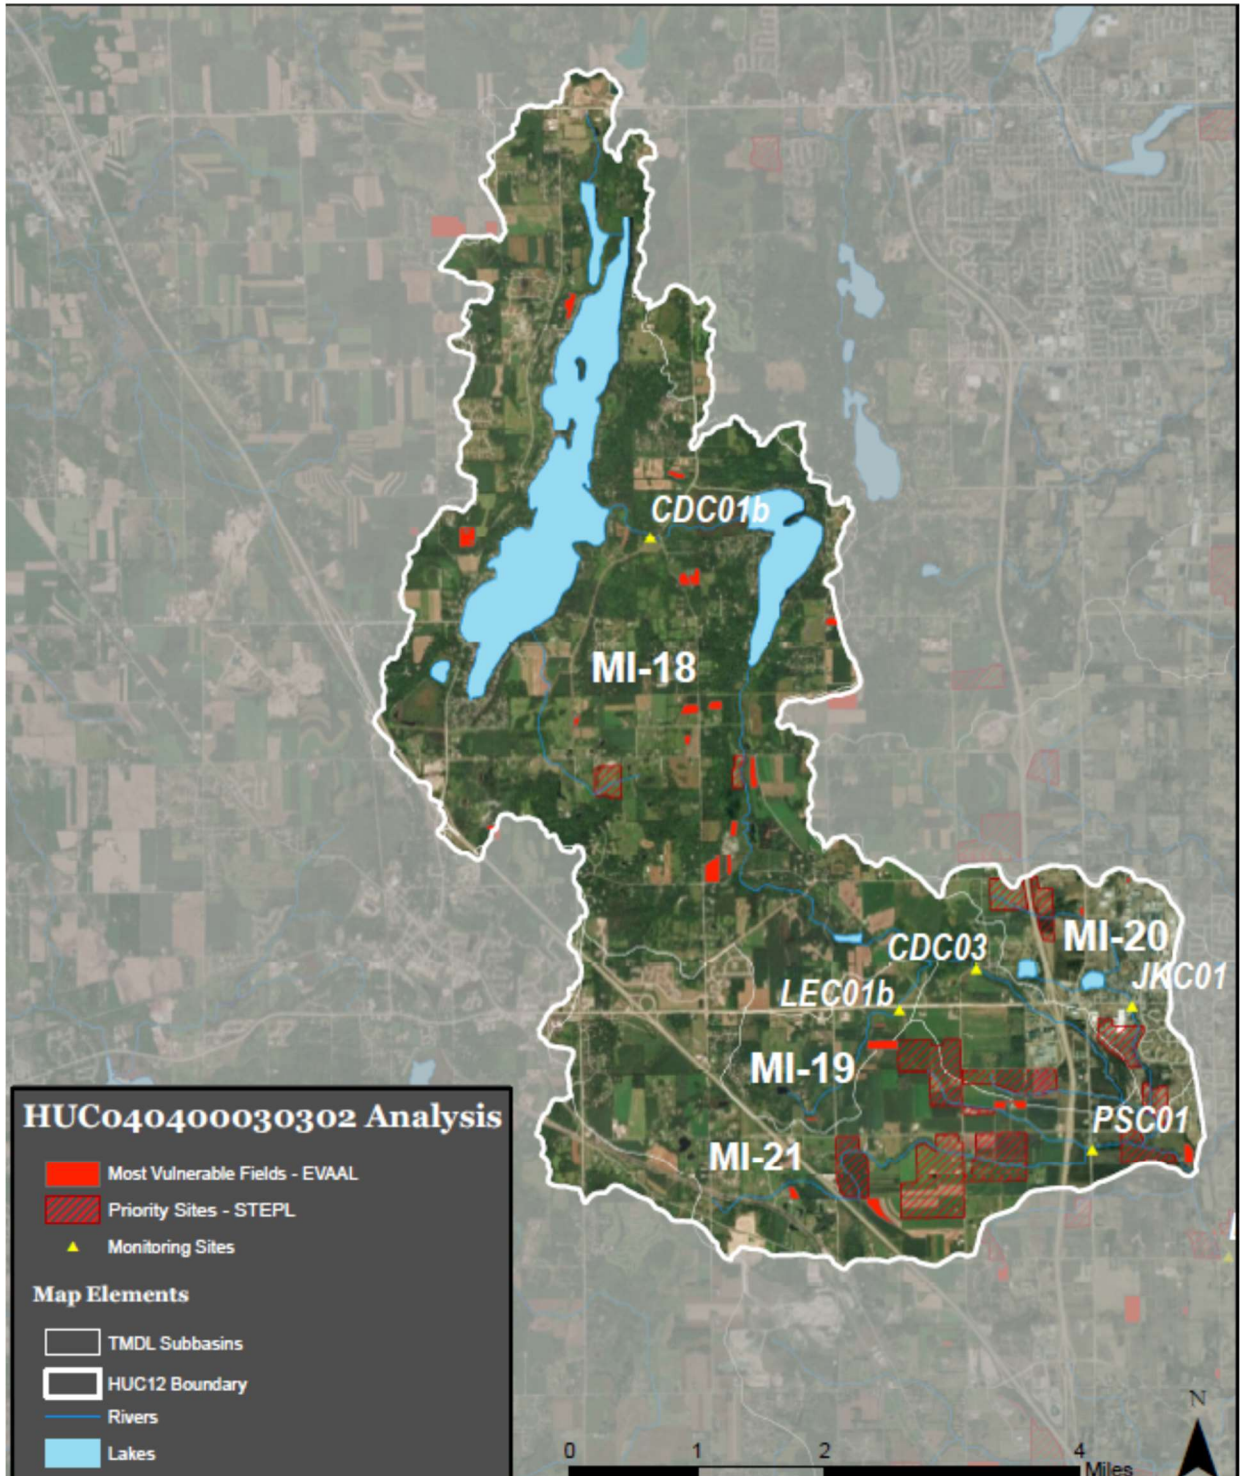 CDC01b
MI-18
MI-20
CDC03
JKC01
LEC01b
MI-19
PSC01
MI-21
HUC040400030302 Analysis
Most Vulnerable Fields - EVAAL
Priority Sites - STEPL
Monitoring Sites
Map Elements
TMDL Subbasins
HUC12 Boundary
Rivers
Lakes
N
0 1 2 4
Miles